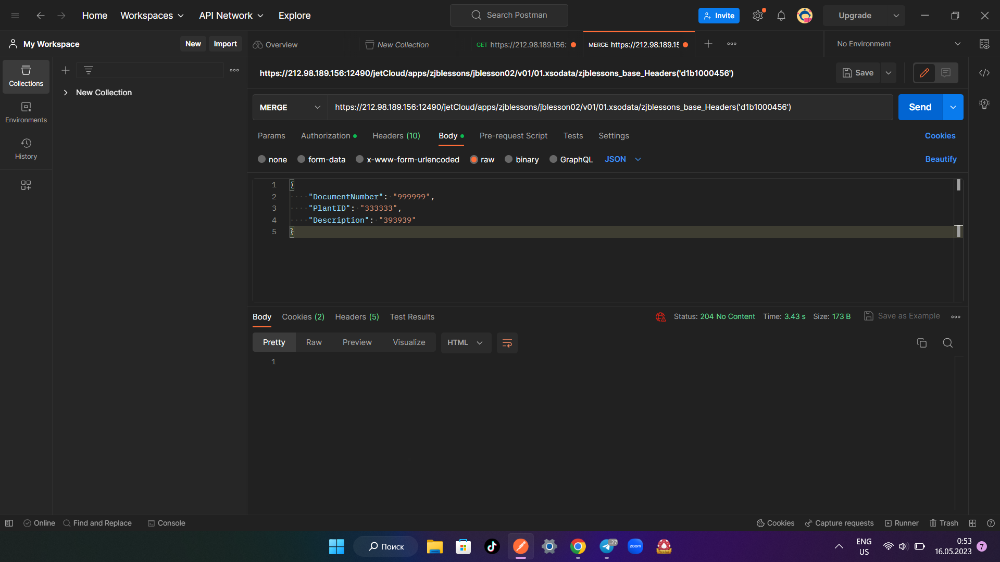 Home Workspaces API Network Explore Search Postman Invite Upgrade
My Workspace New Import Overview New Collection GET https://212.98.189.156: MERGE https://212.98.189.15 No Environment
Collections
https://212.98.189.156:12490/jetCloud/apps/zjblessons/jblesson02/v01/01.xsodata/zjblessons_base_Headers('d1b1000456') Save
New Collection
MERGE https://212.98.189.156:12490/jetCloud/apps/zjblessons/jblesson02/v01/01.xsodata/zjblessons_base_Headers('d1b1000456') Send
Environments
Params Authorization Headers (10) Body Pre-request Script Tests Settings Cookies
History
none form-data x-www-form-urlencoded raw binary GraphQL JSON Beautify
1 {
2 "DocumentNumber": "999999",
3 "PlantID": "333333",
4 "Description": "393939"
5 }
Body Cookies (2) Headers (5) Test Results Status: 204 No Content Time: 3.43 s Size: 173 B Save as Example
Pretty Raw Preview Visualize HTML
1
Online Find and Replace Console Cookies Capture requests Runner Trash
Поиск 27 zoom ENG 0:53
US 16.05.2023 7